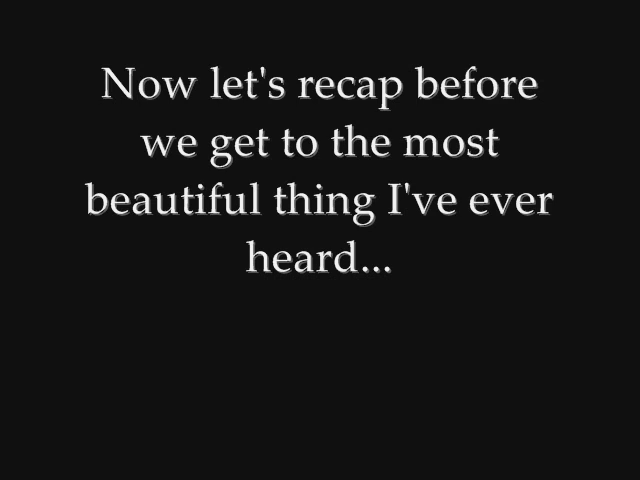 Now let's recap before
we get to the most
beautiful thing I've ever
heard...